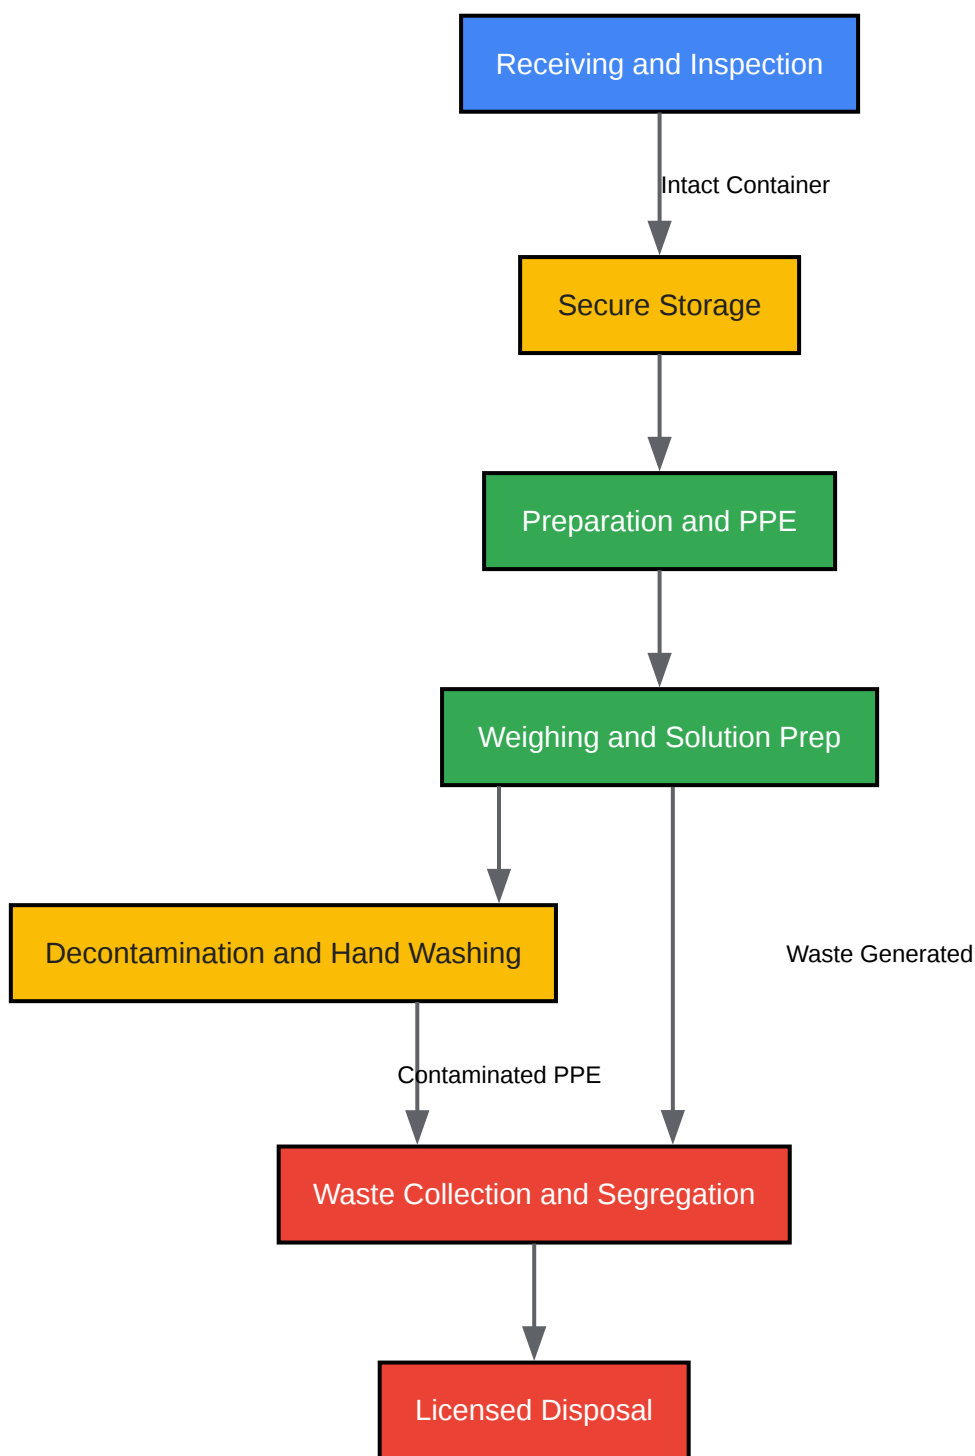 Receiving and Inspection
Intact Container
Secure Storage
Preparation and PPE
Weighing and Solution Prep
Decontamination and Hand Washing
Waste Generated
Contaminated PPE
Waste Collection and Segregation
Licensed Disposal